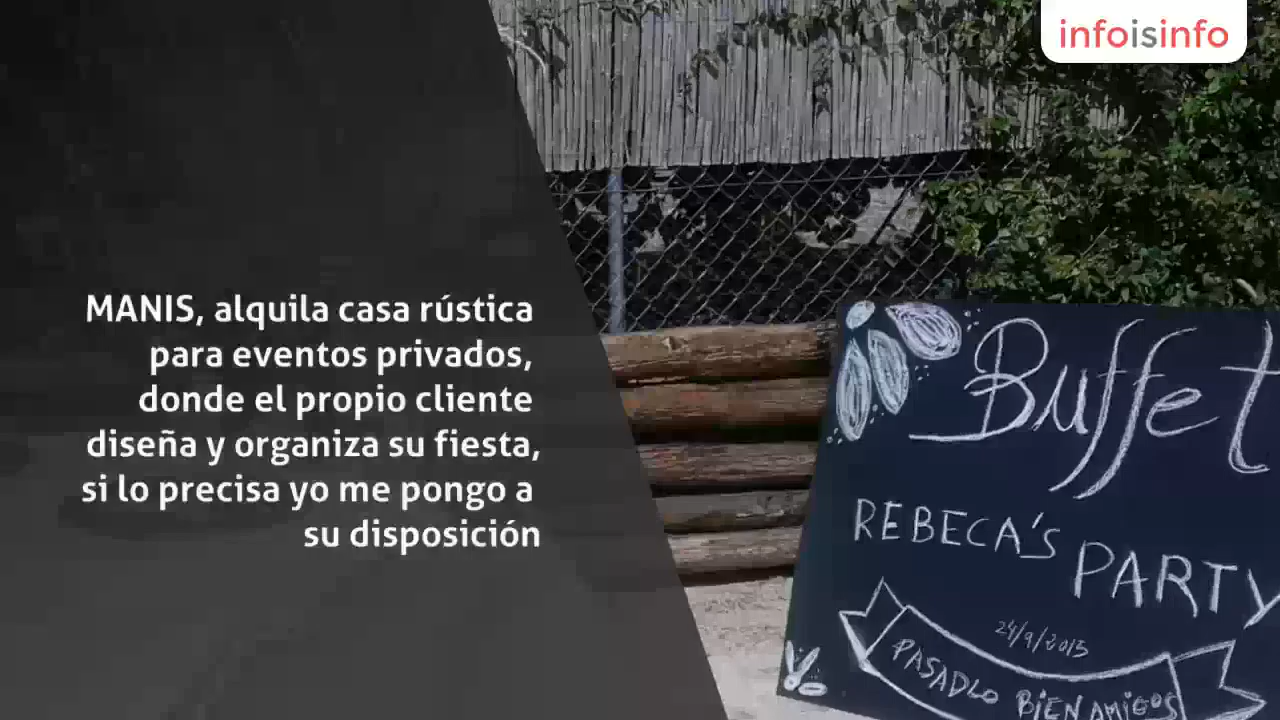 infoisinfo
MANIS, alquila casa rústica
para eventos privados,
donde el propio cliente
diseña y organiza su fiesta,
si lo precisa yo me pongo a
su disposición
Buffet
REBECA'S PARTY
24/9/2015
PASADLO BIEN AMIGOS